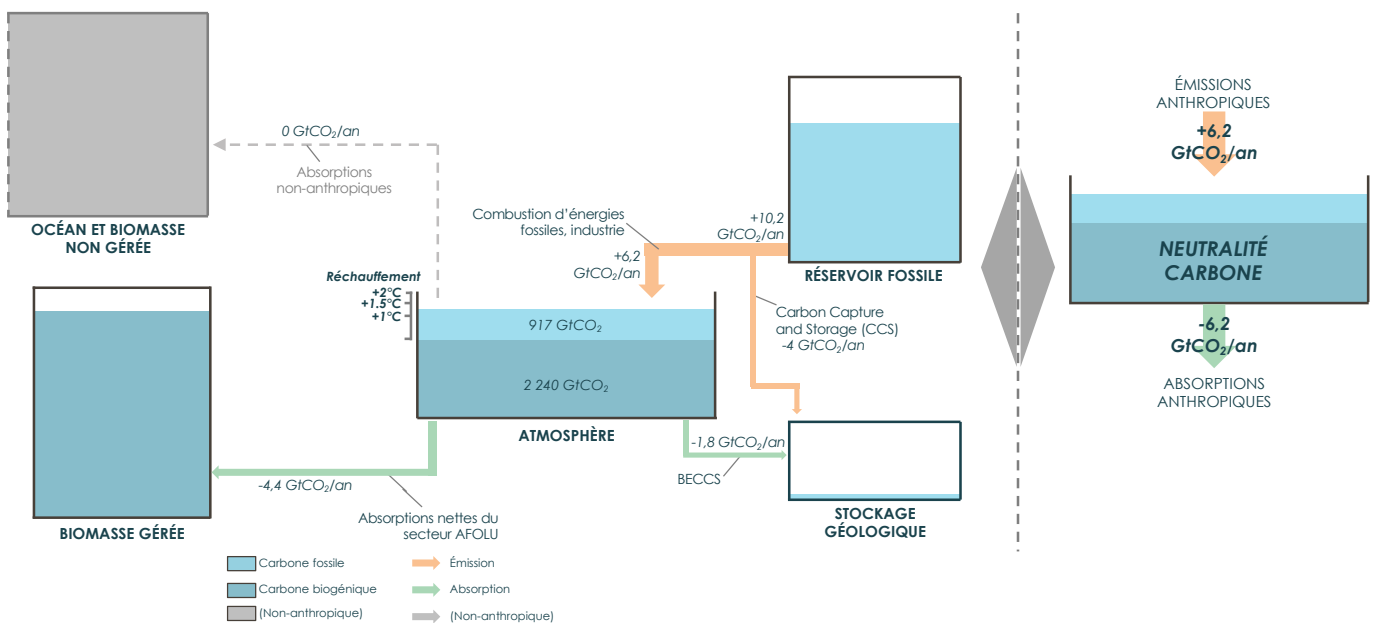 0 GtCO₂/an
Absorptions
non-anthropiques
OCÉAN ET BIOMASSE
NON GÉRÉE
Combustion d'énergies
fossiles, industrie
+10,2
GtCO₂/an
+6,2
GtCO₂/an
RÉSERVOIR FOSSILE
Réchauffement
+2°C
+1.5°C
+1°C
917 GtCO₂
2 240 GtCO₂
ATMOSPHÈRE
Carbon Capture
and Storage (CCS)
-4 GtCO₂/an
-1,8 GtCO₂/an
BECCS
STOCKAGE
GÉOLOGIQUE
-4,4 GtCO₂/an
Absorptions nettes du
secteur AFOLU
BIOMASSE GÉRÉE
Carbone fossile
Carbone biogénique
(Non-anthropique)
Émission
Absorption
(Non-anthropique)
ÉMISSIONS
ANTHROPIQUES
+6,2
GtCO₂/an
NEUTRALITÉ
CARBONE
-6,2
GtCO₂/an
ABSORPTIONS
ANTHROPIQUES